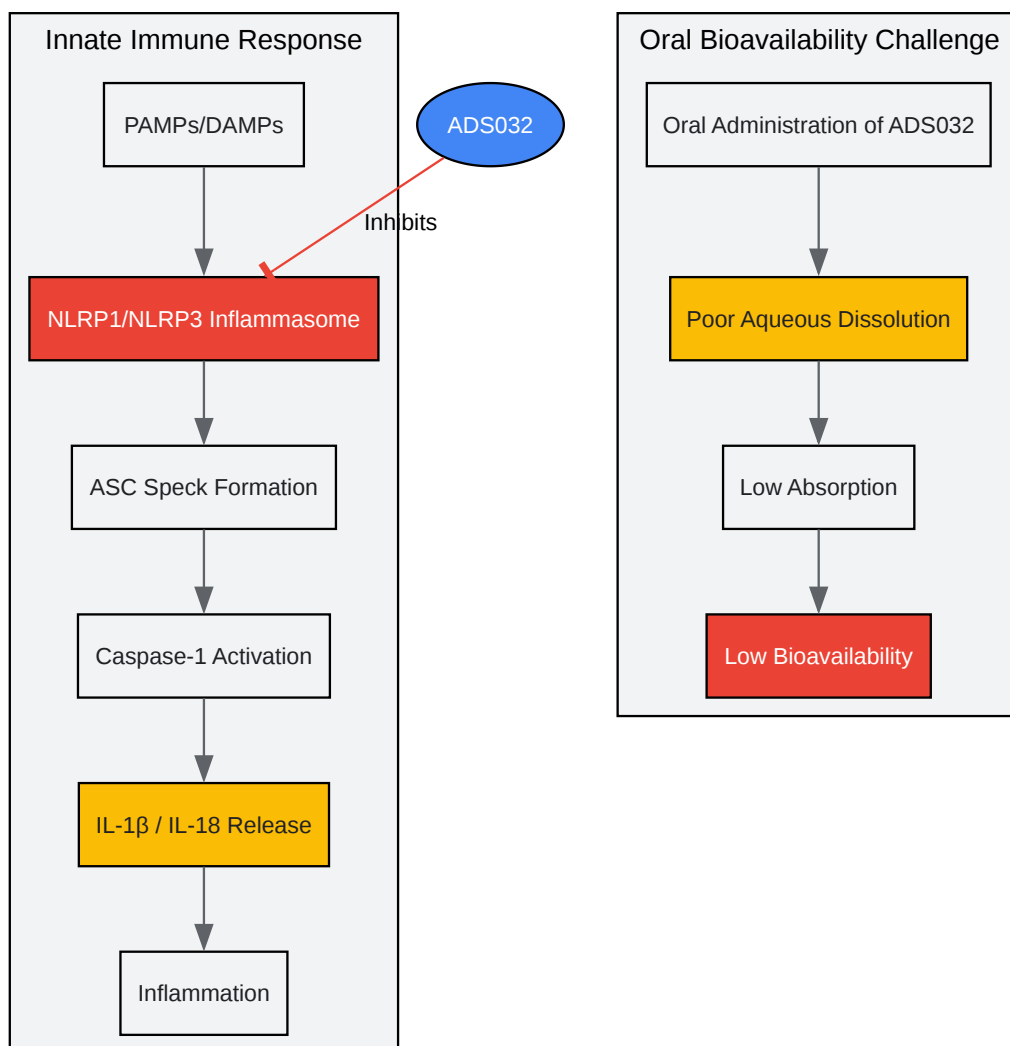 Innate Immune Response
PAMPs/DAMPs
ADS032
Inhibits
NLRP1/NLRP3 Inflammasome
ASC Speck Formation
Caspase-1 Activation
IL-1β / IL-18 Release
Inflammation
Oral Bioavailability Challenge
Oral Administration of ADS032
Poor Aqueous Dissolution
Low Absorption
Low Bioavailability